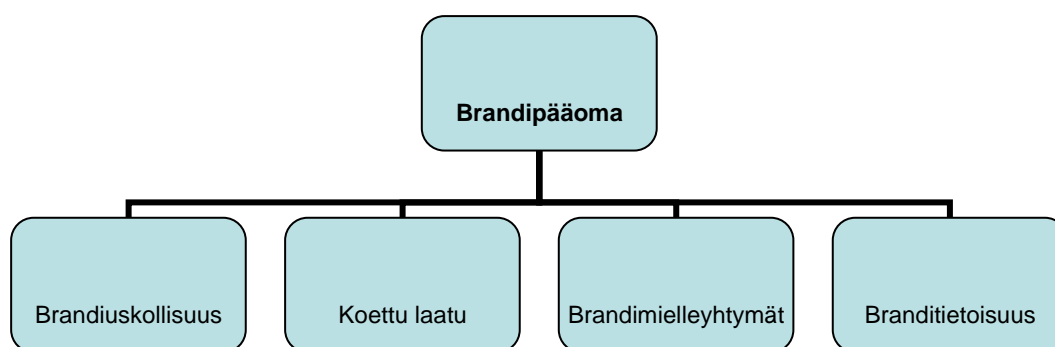 Brandipääoma
Brandiuskollisuus
Koettu laatu
Brandimielleyhtymät
Branditietoisuus